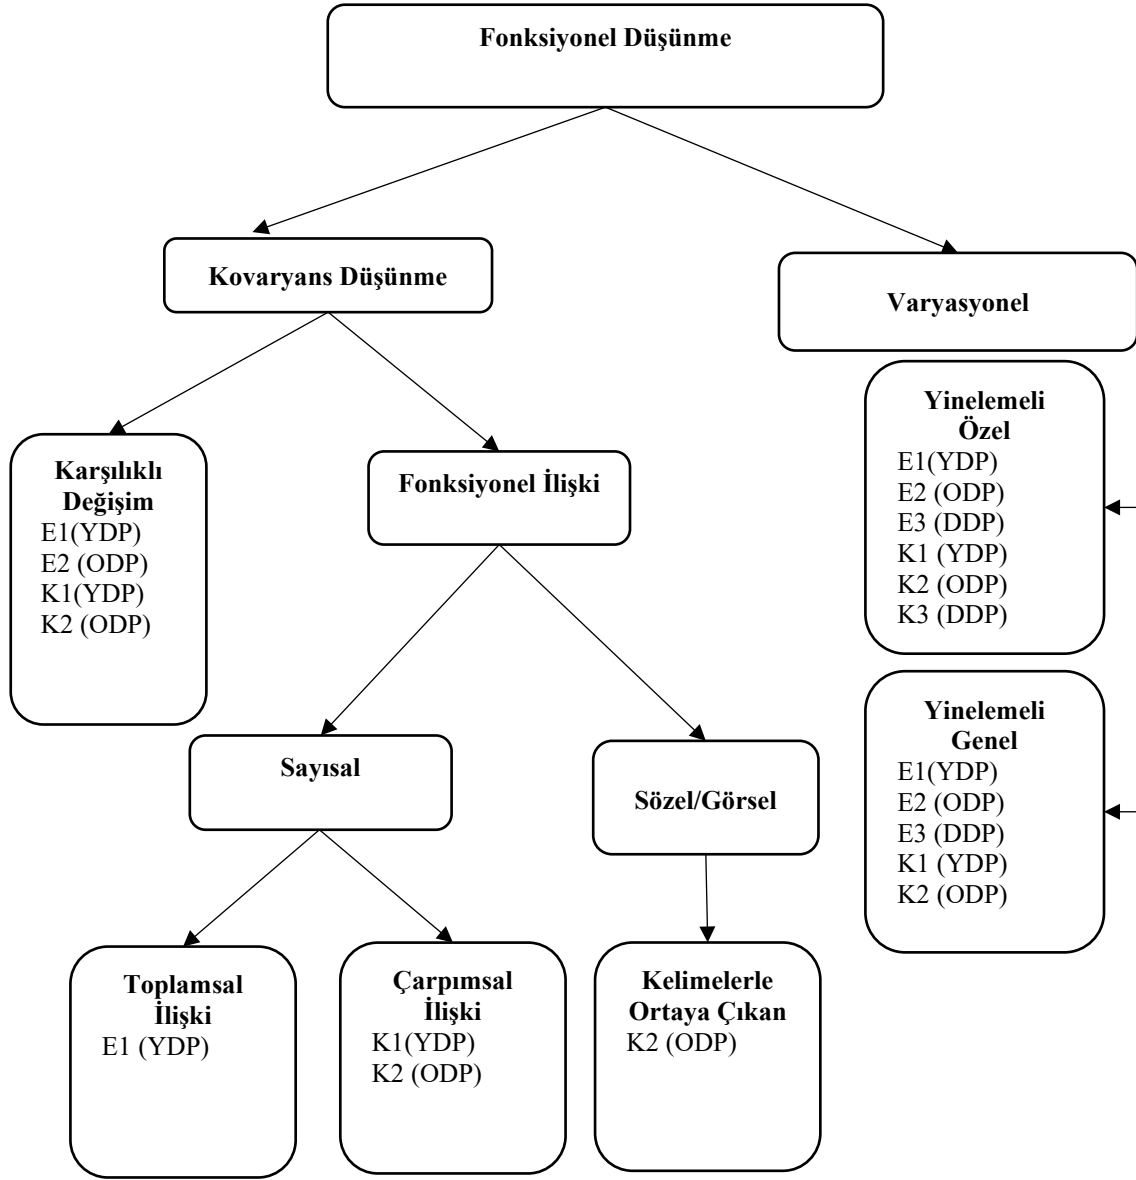 Fonksiyonel Düşünme
Kovaryans Düşünme
Varyasyonel
Karşılıklı
Değişim
E1(YDP)
E2 (ODP)
K1(YDP)
K2 (ODP)
Fonksiyonel İlişki
Yinelemeli
Özel
E1(YDP)
E2 (ODP)
E3 (DDP)
K1 (YDP)
K2 (ODP)
K3 (DDP)
Yinelemeli
Genel
E1(YDP)
E2 (ODP)
E3 (DDP)
K1 (YDP)
K2 (ODP)
Sayısal
Sözel/Görsel
Toplamsal
İlişki
E1 (YDP)
Çarpımsal
İlişki
K1(YDP)
K2 (ODP)
Kelimelerle
Ortaya Çıkan
K2 (ODP)